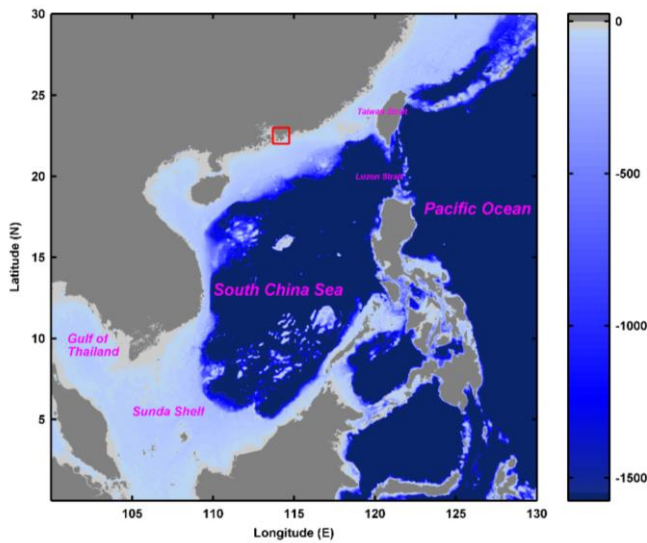 30
25
20
15
10
5
Latitude (N)
105
110
115
120
125
130
Longitude (E)
Taiwan Strait
Luzon Strait
Pacific Ocean
South China Sea
Gulf of
Thailand
Sunda Shelf
0
-500
-1000
-1500